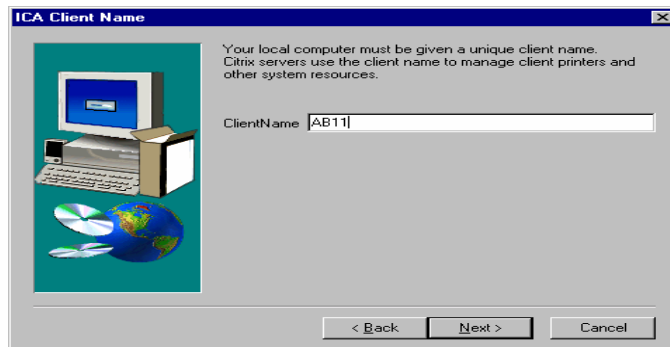 ICA Client Name
Your local computer must be given a unique client name.
Citrix servers use the client name to manage client printers and
other system resources.
ClientName AB11
< Back Next > Cancel